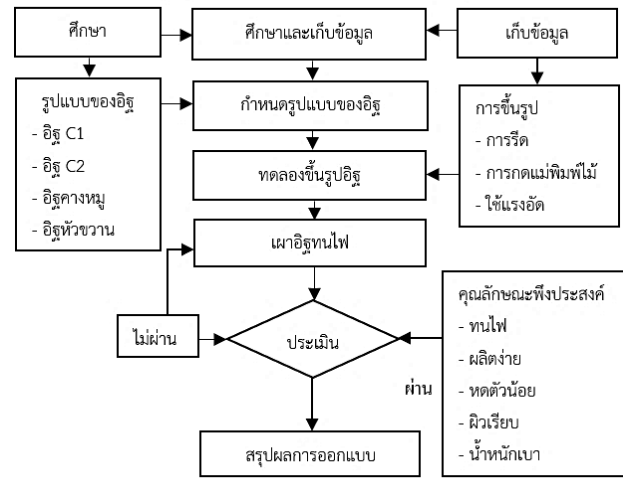 ศึกษา
ศึกษาและเก็บข้อมูล
เก็บข้อมูล
รูปแบบของอิฐ
- อิฐ C1
- อิฐ C2
- อิฐคางหมู
- อิฐหัวขวาน
กำหนดรูปแบบของอิฐ
การขึ้นรูป
- การรีด
- การกดแม่พิมพ์ไม้
- ใช้แรงอัด
ทดลองขึ้นรูปอิฐ
เผาอิฐทนไฟ
ไม่ผ่าน
ประเมิน
คุณลักษณะพึงประสงค์
- ทนไฟ
- ผลิตง่าย
- หดตัวน้อย
- ผิวเรียบ
- น้ำหนักเบา
ผ่าน
สรุปผลการออกแบบ